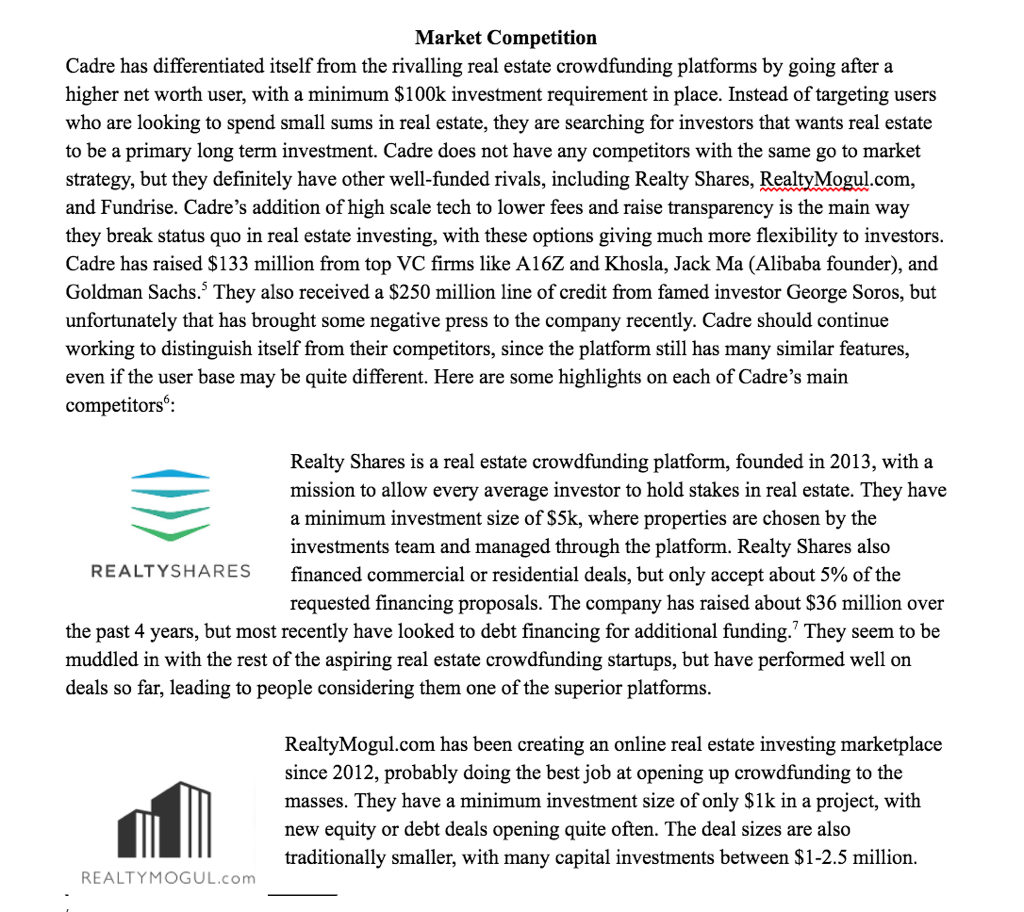 Market Competition
Cadre has differentiated itself from the rivalling real estate crowdfunding platforms by going after a
higher net worth user, with a minimum $100k investment requirement in place. Instead of targeting users
who are looking to spend small sums in real estate, they are searching for investors that wants real estate
to be a primary long term investment. Cadre does not have any competitors with the same go to market
strategy, but they definitely have other well-funded rivals, including Realty Shares, RealtyMogul.com,
and Fundrise. Cadre’s addition of high scale tech to lower fees and raise transparency is the main way
they break status quo in real estate investing, with these options giving much more flexibility to investors.
Cadre has raised $133 million from top VC firms like A16Z and Khosla, Jack Ma (Alibaba founder), and
Goldman Sachs.⁵ They also received a $250 million line of credit from famed investor George Soros, but
unfortunately that has brought some negative press to the company recently. Cadre should continue
working to distinguish itself from their competitors, since the platform still has many similar features,
even if the user base may be quite different. Here are some highlights on each of Cadre’s main
competitors⁶:
Realty Shares is a real estate crowdfunding platform, founded in 2013, with a
mission to allow every average investor to hold stakes in real estate. They have
a minimum investment size of $5k, where properties are chosen by the
investments team and managed through the platform. Realty Shares also
REALTYSHARES
financed commercial or residential deals, but only accept about 5% of the
requested financing proposals. The company has raised about $36 million over
the past 4 years, but most recently have looked to debt financing for additional funding.⁷ They seem to be
muddled in with the rest of the aspiring real estate crowdfunding startups, but have performed well on
deals so far, leading to people considering them one of the superior platforms.
RealtyMogul.com has been creating an online real estate investing marketplace
since 2012, probably doing the best job at opening up crowdfunding to the
masses. They have a minimum investment size of only $1k in a project, with
new equity or debt deals opening quite often. The deal sizes are also
traditionally smaller, with many capital investments between $1-2.5 million.
REALTYMOGUL.com